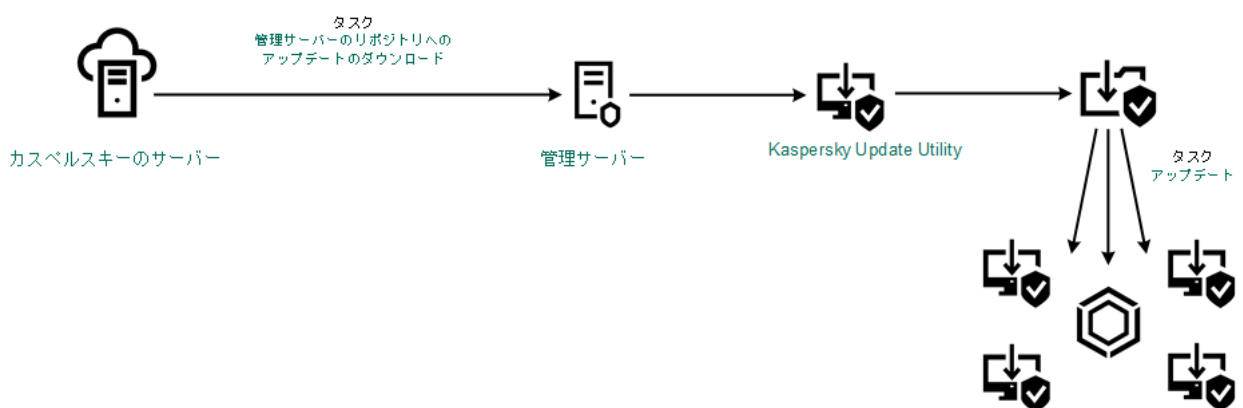 タスク
管理サーバーのリポジトリへの
アップデートのダウンロード
カスペルスキーのサーバー
管理サーバー
Kaspersky Update Utility
タスク
アップデート